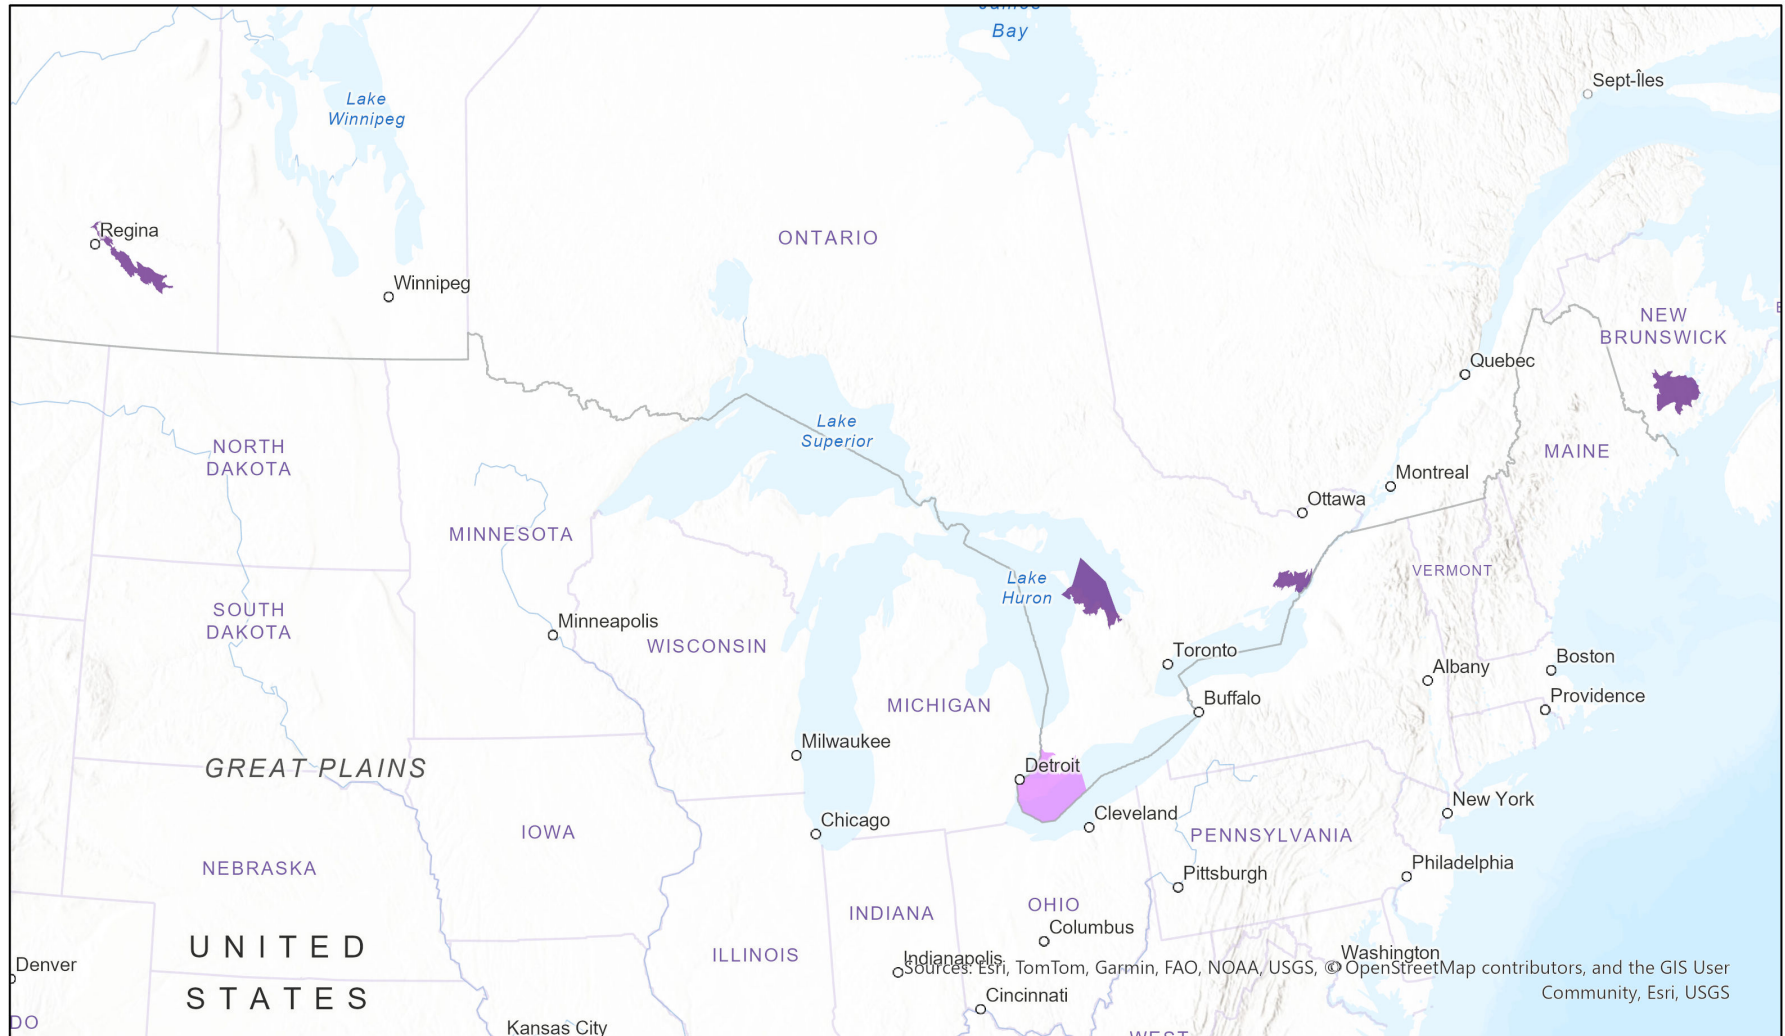 James
Bay
Sept-Îles
Lake
Winnipeg
Regina
ONTARIO
Winnipeg
NEW
BRUNSWICK
Quebec
Lake
Superior
NORTH
DAKOTA
MAINE
Montreal
Ottawa
MINNESOTA
VERMONT
Lake
Huron
SOUTH
DAKOTA
Minneapolis
WISCONSIN
Toronto
Boston
Albany
Providence
Buffalo
MICHIGAN
Milwaukee
Detroit
GREAT PLAINS
New York
Cleveland
Chicago
IOWA
PENNSYLVANIA
NEBRASKA
Philadelphia
Pittsburgh
OHIO
INDIANA
Columbus
UNITED
STATES
ILLINOIS
Washington
Indianapolis
Denver
Sources: Esri, TomTom, Garmin, FAO, NOAA, USGS, © OpenStreetMap contributors, and the GIS User
Community, Esri, USGS
Cincinnati
DO
Kansas City
WEST